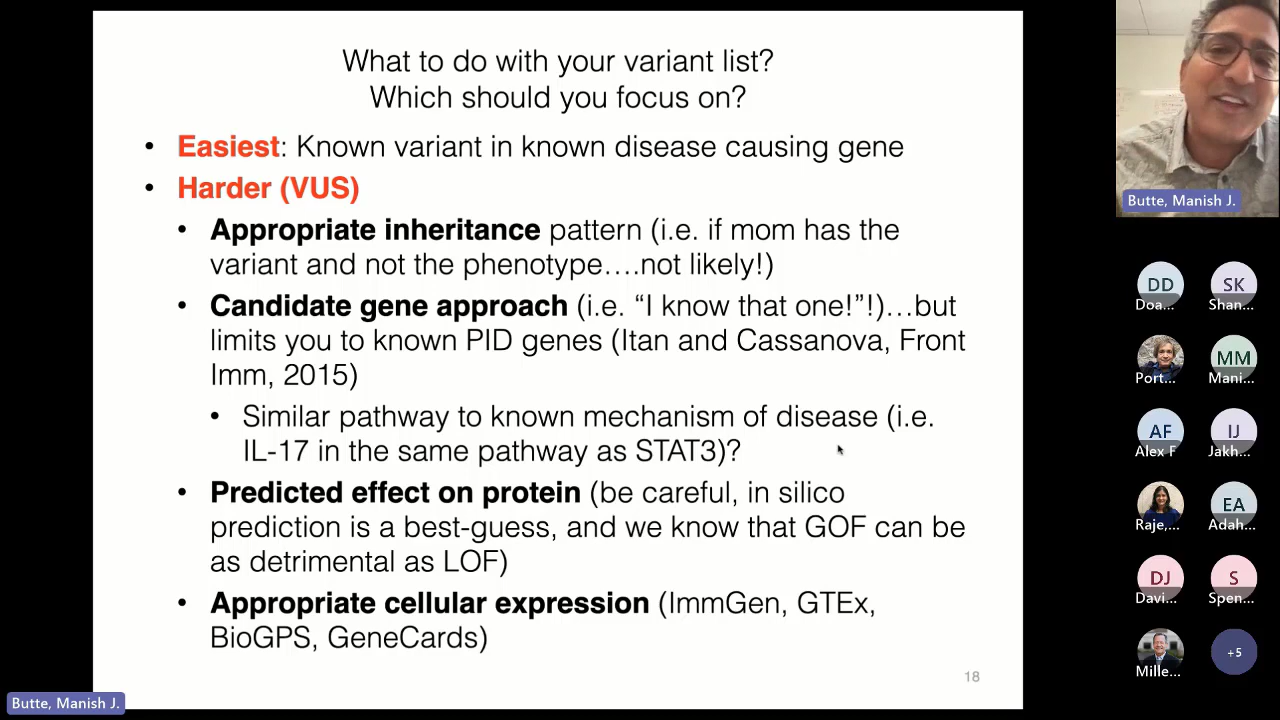 What to do with your variant list?
Which should you focus on?
• Easiest: Known variant in known disease causing gene
• Harder (VUS)
• Appropriate inheritance pattern (i.e. if mom has the
variant and not the phenotype….not likely!)
• Candidate gene approach (i.e. “I know that one!”!)…but
limits you to known PID genes (Itan and Cassanova, Front
Imm, 2015)
• Similar pathway to known mechanism of disease (i.e.
IL-17 in the same pathway as STAT3)?
• Predicted effect on protein (be careful, in silico
prediction is a best-guess, and we know that GOF can be
as detrimental as LOF)
• Appropriate cellular expression (ImmGen, GTEx,
BioGPS, GeneCards)
18
Butte, Manish J.
Butte, Manish J.
DD
Doa...
SK
Shan...
Port...
MM
Mani...
AF
Alex F
IJ
Jakh...
Raje,...
EA
Adah...
DJ
Davi...
S
Spen...
Mille...
+5